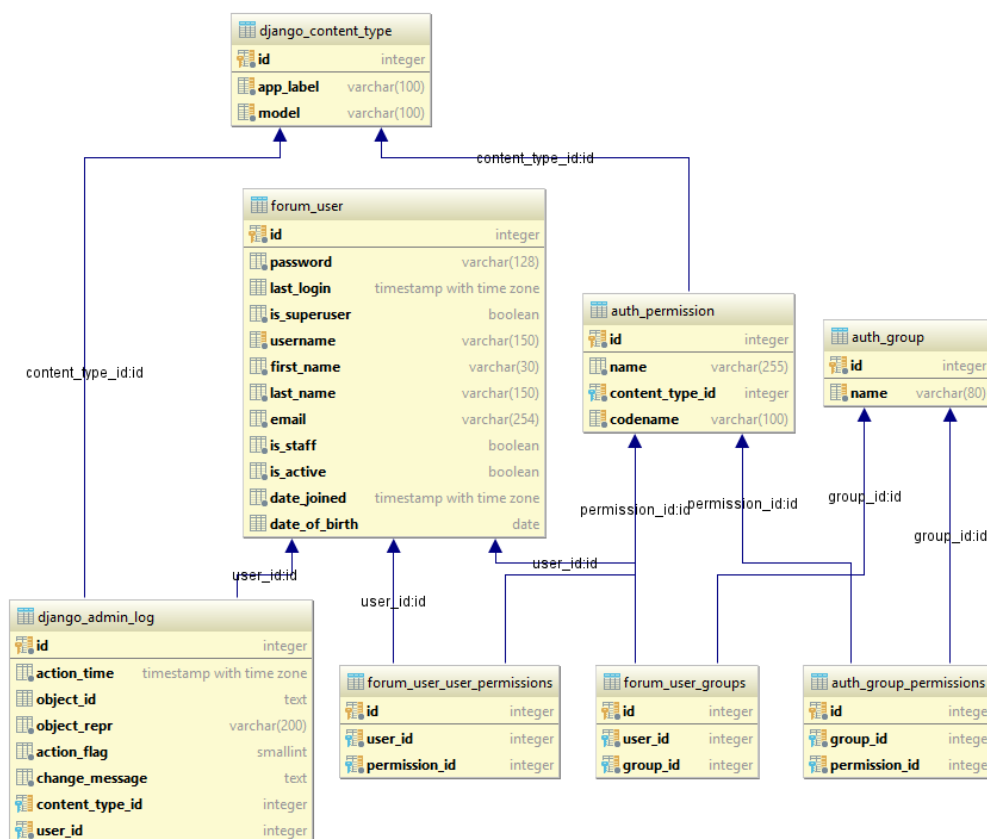 django_content_type
id integer
app_label varchar(100)
model varchar(100)
content_type_id:id
forum_user
id integer
password varchar(128)
last_login timestamp with time zone
is_superuser boolean
username varchar(150)
first_name varchar(30)
last_name varchar(150)
email varchar(254)
is_staff boolean
is_active boolean
date_joined timestamp with time zone
date_of_birth date
auth_permission
id integer
name varchar(255)
content_type_id integer
codename varchar(100)
auth_group
id integer
name varchar(80)
content_type_id:id
permission_id:id
permission_id:id
group_id:id
group_id:id
user_id:id
user_id:id
user_id:id
django_admin_log
id integer
action_time timestamp with time zone
object_id text
object_repr varchar(200)
action_flag smallint
change_message text
content_type_id integer
user_id integer
forum_user_user_permissions
id integer
user_id integer
permission_id integer
forum_user_groups
id integer
user_id integer
group_id integer
auth_group_permissions
id intege
group_id intege
permission_id intege